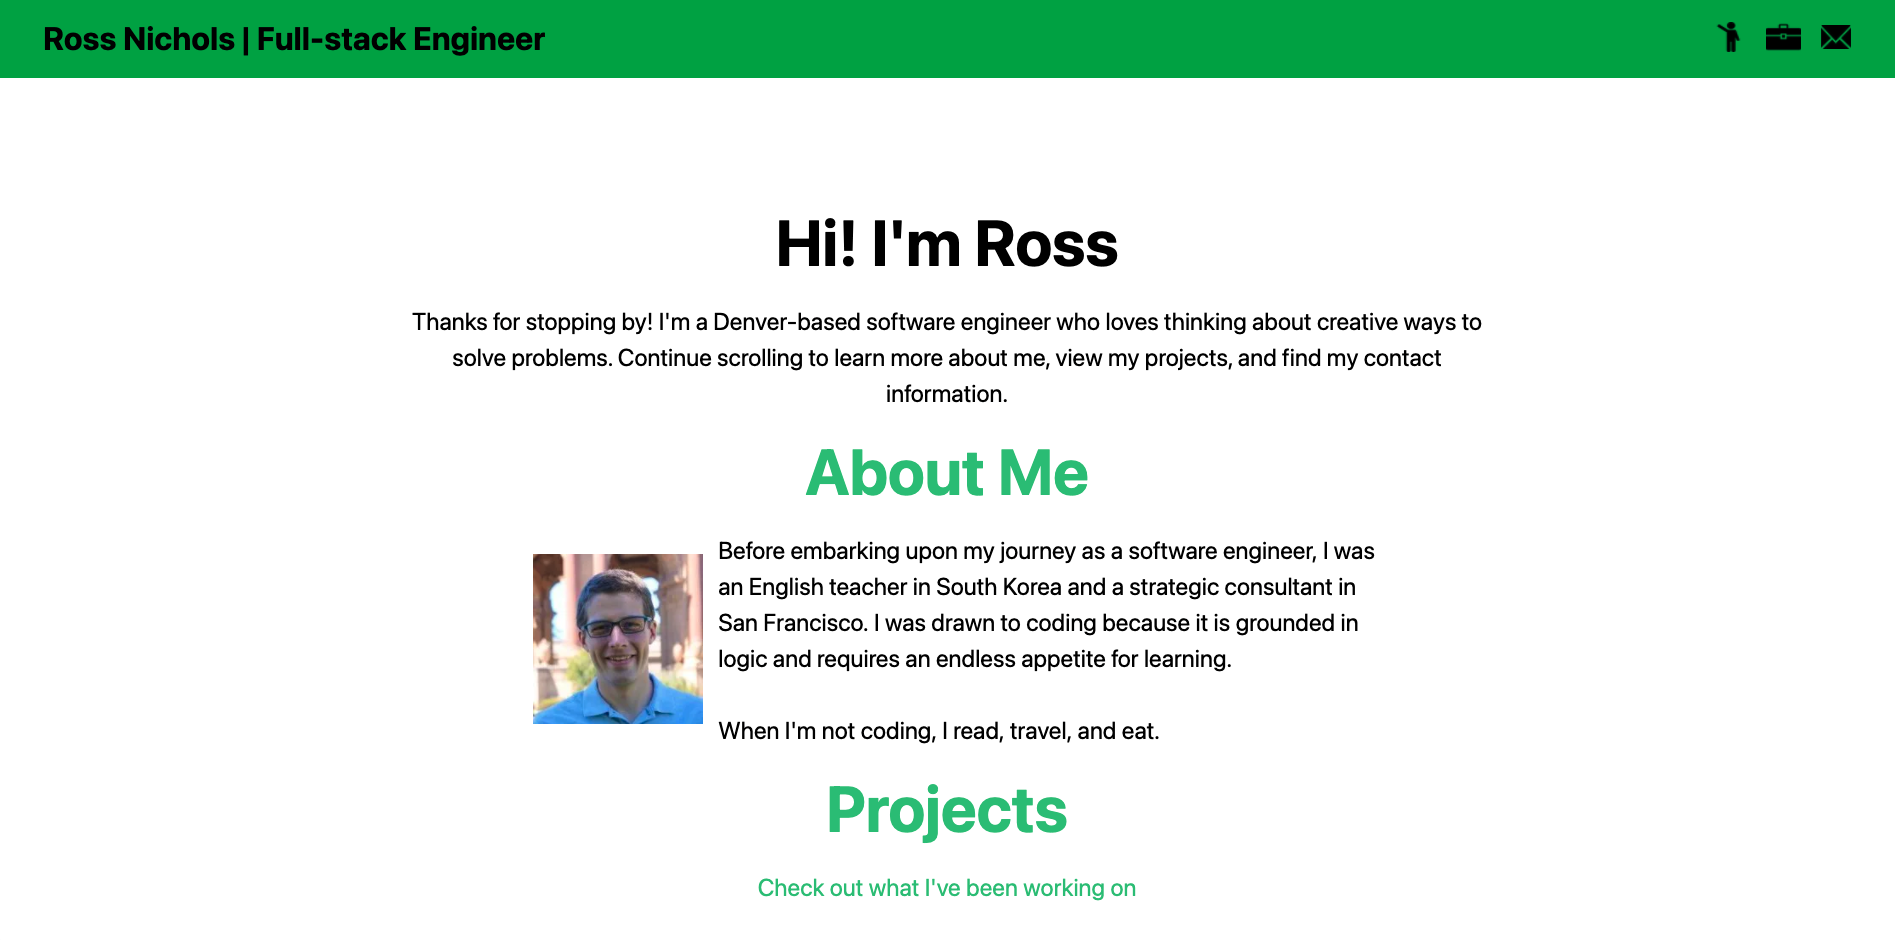 Ross Nichols | Full-stack Engineer
Hi! I'm Ross
Thanks for stopping by! I'm a Denver-based software engineer who loves thinking about creative ways to
solve problems. Continue scrolling to learn more about me, view my projects, and find my contact
information.
About Me
Before embarking upon my journey as a software engineer, I was
an English teacher in South Korea and a strategic consultant in
San Francisco. I was drawn to coding because it is grounded in
logic and requires an endless appetite for learning.
When I'm not coding, I read, travel, and eat.
Projects
Check out what I've been working on